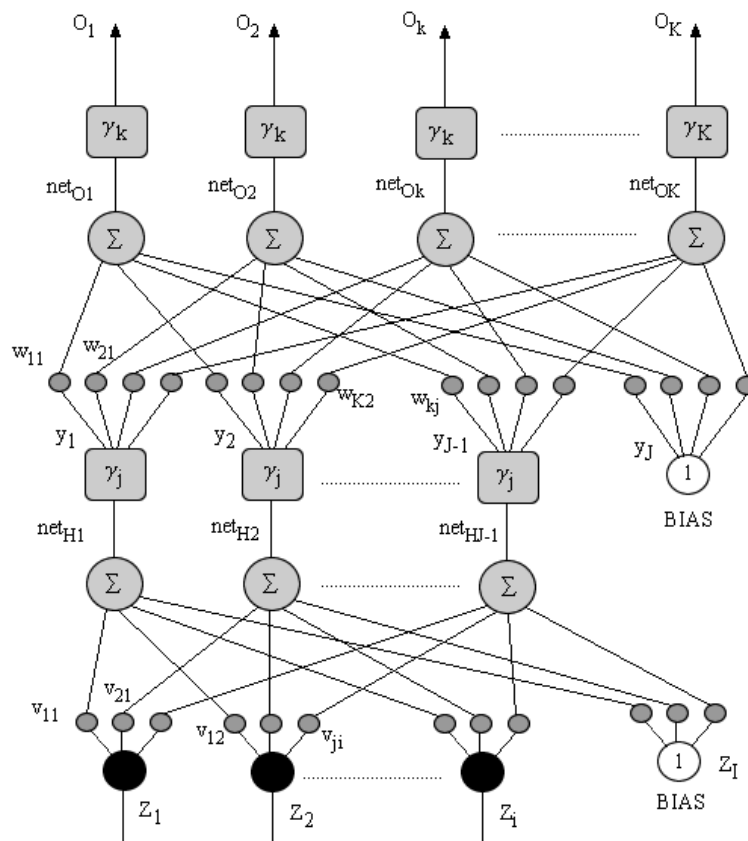 O1 O2 Ok OK
γk γk γk γK
netO1 netO2 netOk netOK
Σ Σ Σ Σ
w11 w21 wK2 wkj
y1 y2 yJ-1 yJ
γj γj γj 1
BIAS
netH1 netH2 netHJ-1
Σ Σ Σ
v11 v21 v12 vji
1 ZI
BIAS
Z1 Z2 Zi